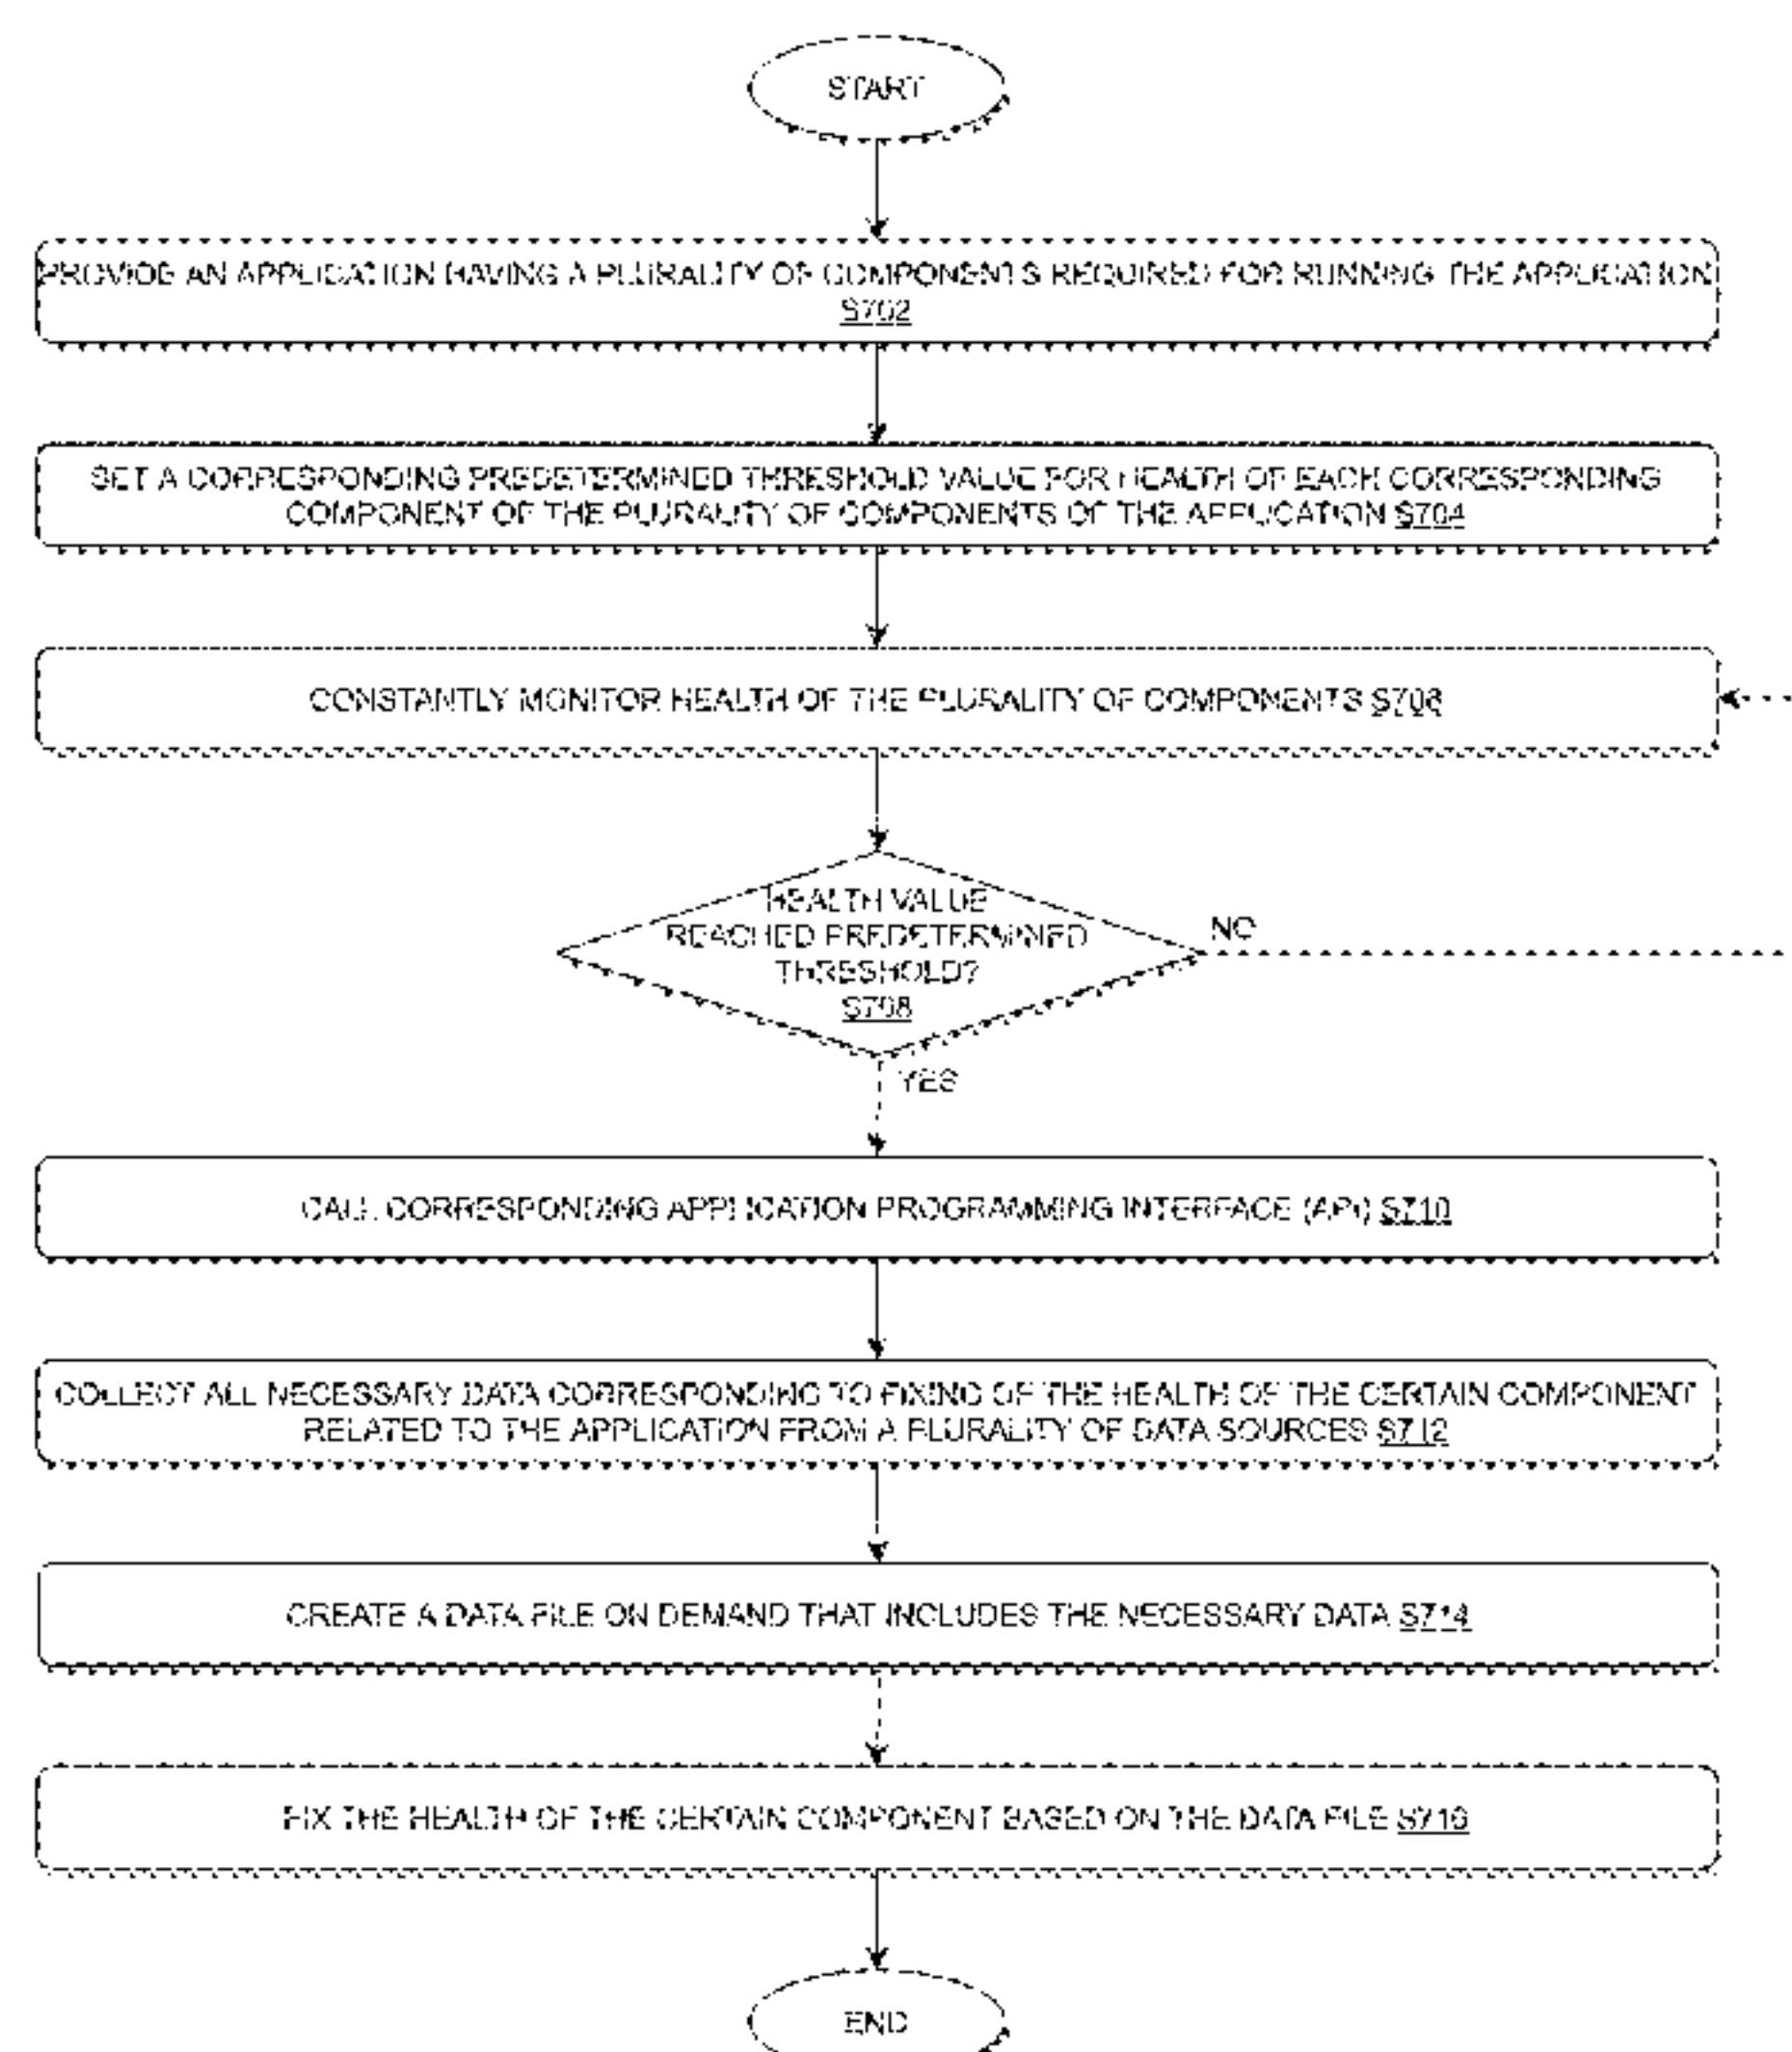 START
PROVIDE AN APPLICATION HAVING A PLURALITY OF COMPONENTS REQUIRED FOR RUNNING THE APPLICATION
S702
SET A CORRESPONDING PREDETERMINED THRESHOLD VALUE FOR HEALTH OF EACH CORRESPONDING
COMPONENT OF THE PLURALITY OF COMPONENTS OF THE APPLICATION S704
CONSTANTLY MONITOR HEALTH OF THE PLURALITY OF COMPONENTS S706
HEALTH VALUE
REACHED PREDETERMINED
THRESHOLD?
S708
NO
YES
CALL CORRESPONDING APPLICATION PROGRAMMING INTERFACE (API) S710
COLLECT ALL NECESSARY DATA CORRESPONDING TO FIXING OF THE HEALTH OF THE CERTAIN COMPONENT
RELATED TO THE APPLICATION FROM A PLURALITY OF DATA SOURCES S712
CREATE A DATA FILE ON DEMAND THAT INCLUDES THE NECESSARY DATA S714
FIX THE HEALTH OF THE CERTAIN COMPONENT BASED ON THE DATA FILE S716
END